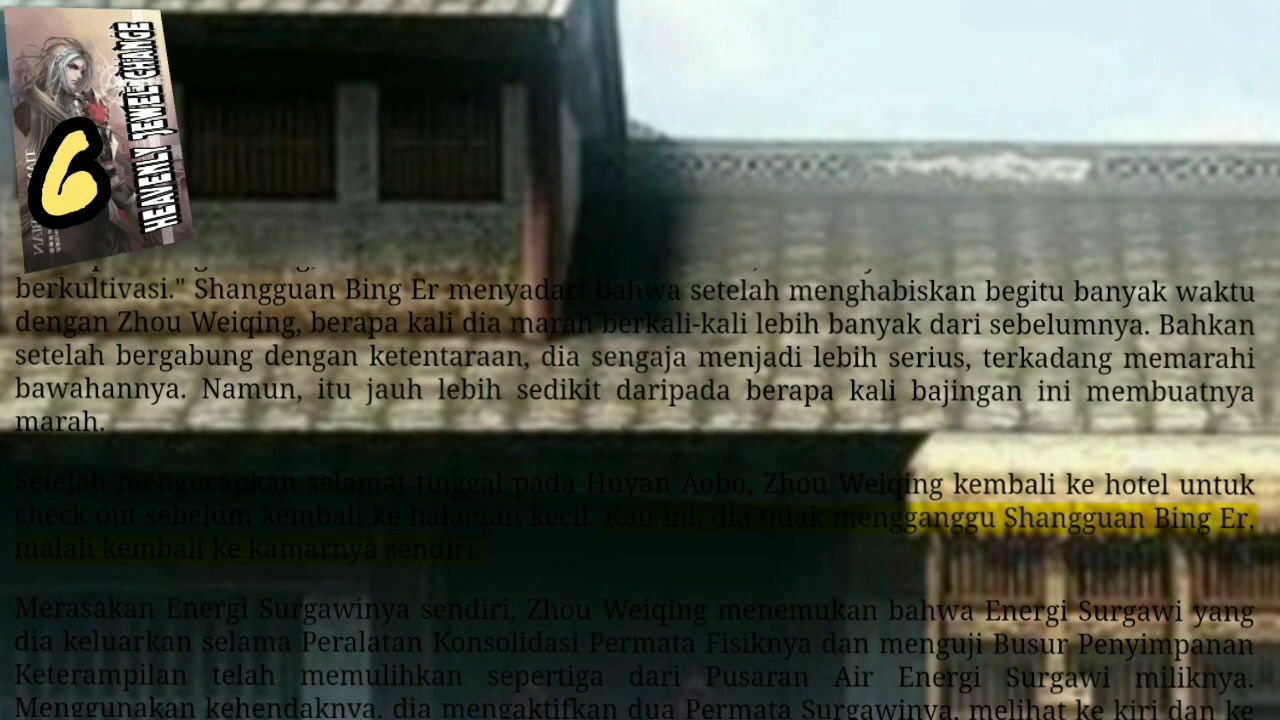 HEAVENLY JEWEL CHANGE
6
berkultivasi." Shangguan Bing Er menyadari bahwa setelah menghabiskan begitu banyak waktu
dengan Zhou Weiqing, berapa kali dia marah berkali-kali lebih banyak dari sebelumnya. Bahkan
setelah bergabung dengan ketentaraan, dia sengaja menjadi lebih serius, terkadang memarahi
bawahannya. Namun, itu jauh lebih sedikit daripada berapa kali bajingan ini membuatnya
marah.
Setelah mengucapkan selamat tinggal pada Huyan Aobo, Zhou Weiqing kembali ke hotel untuk
check out sebelum kembali ke halaman kecil. Kali ini, dia tidak mengganggu Shangguan Bing Er,
malah kembali ke kamarnya sendiri.
Merasakan Energi Surgawinya sendiri, Zhou Weiqing menemukan bahwa Energi Surgawi yang
dia keluarkan selama Peralatan Konsolidasi Permata Fisiknya dan menguji Busur Penyimpanan
Keterampilan telah memulihkan sepertiga dari Pusaran Air Energi Surgawi miliknya.
Menggunakan kehendaknya, dia mengaktifkan dua Permata Surgawinya, melihat ke kiri dan ke